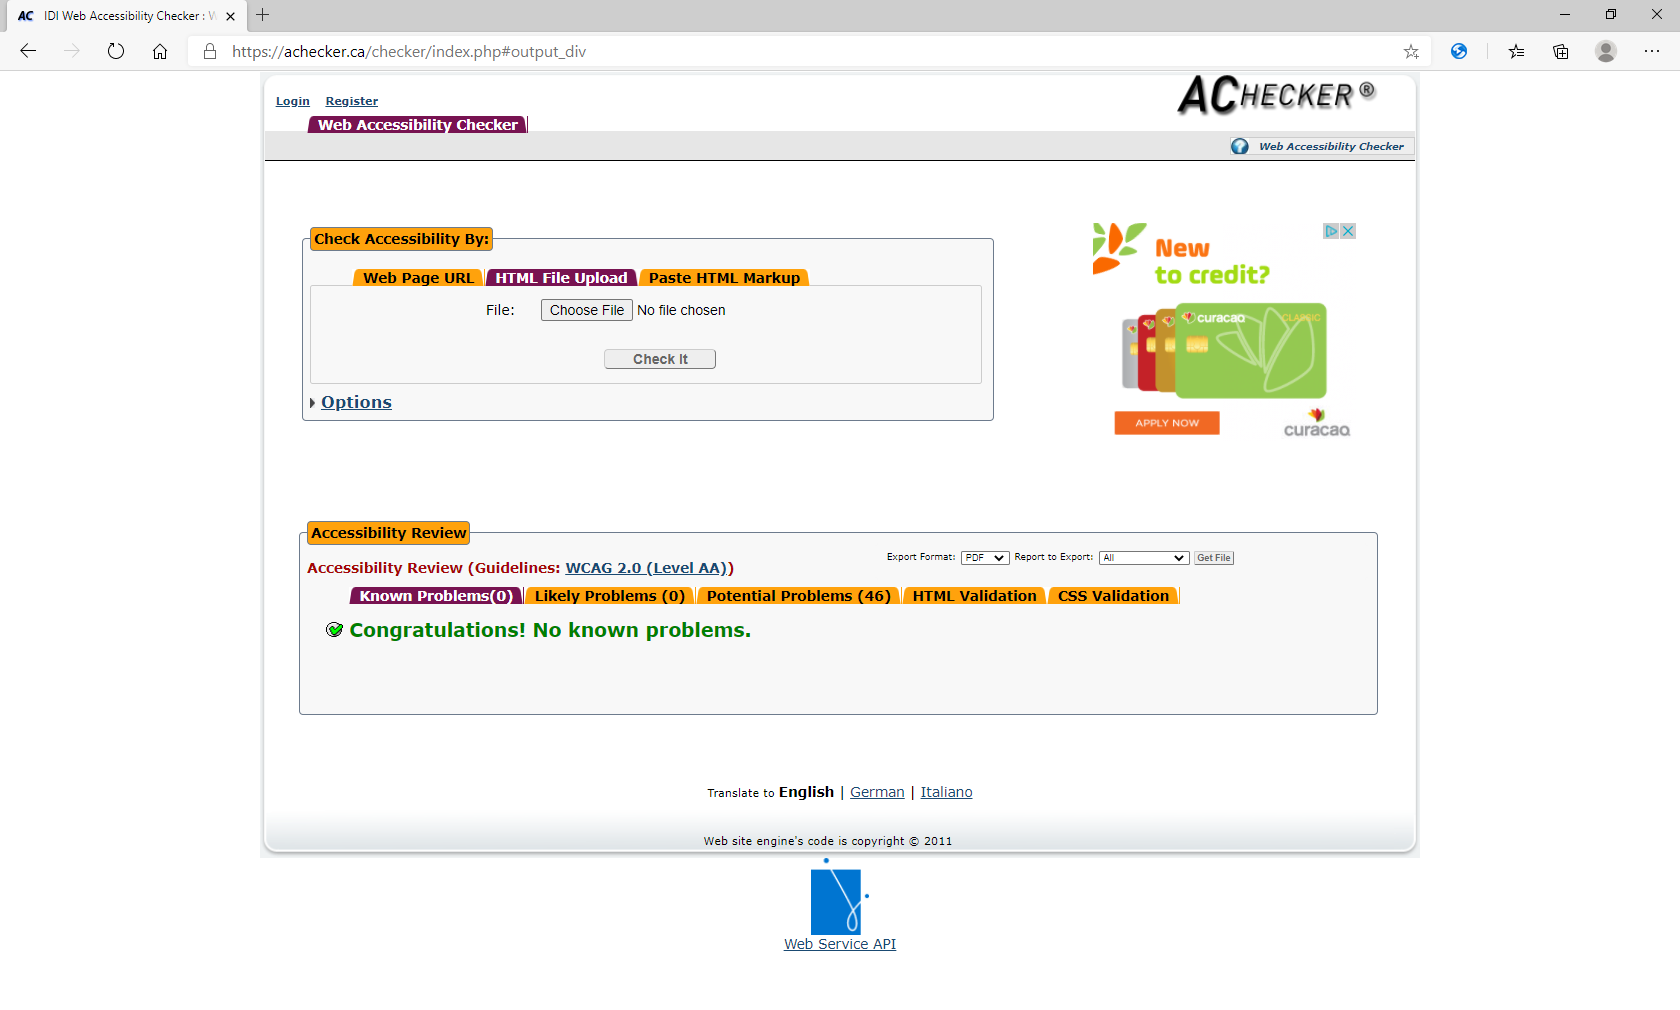 AC IDI Web Accessibility Checker : W
https://achecker.ca/checker/index.php#output_div
Login Register
ACHECKER ®
Web Accessibility Checker
Web Accessibility Checker
Check Accessibility By:
Web Page URL HTML File Upload Paste HTML Markup
File: Choose File No file chosen
Check It
Options
New
to credit?
curacao CLASSIC
APPLY NOW
curacao
Accessibility Review
Export Format: PDF Report to Export: All Get File
Accessibility Review (Guidelines: WCAG 2.0 (Level AA))
Known Problems(0) Likely Problems (0) Potential Problems (46) HTML Validation CSS Validation
Congratulations! No known problems.
Translate to English | German | Italiano
Web site engine's code is copyright © 2011
Web Service API